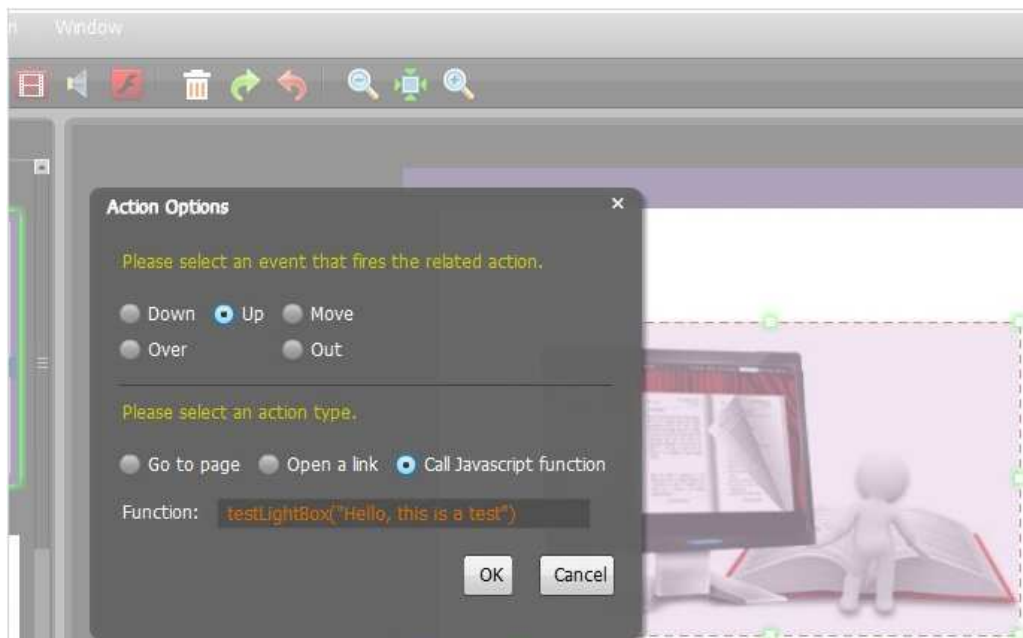 Window
Action Options
Please select an event that fires the related action.
Down Up Move
Over Out
Please select an action type.
Go to page Open a link Call Javascript function
Function: testLightBox("Hello, this is a test")
OK Cancel